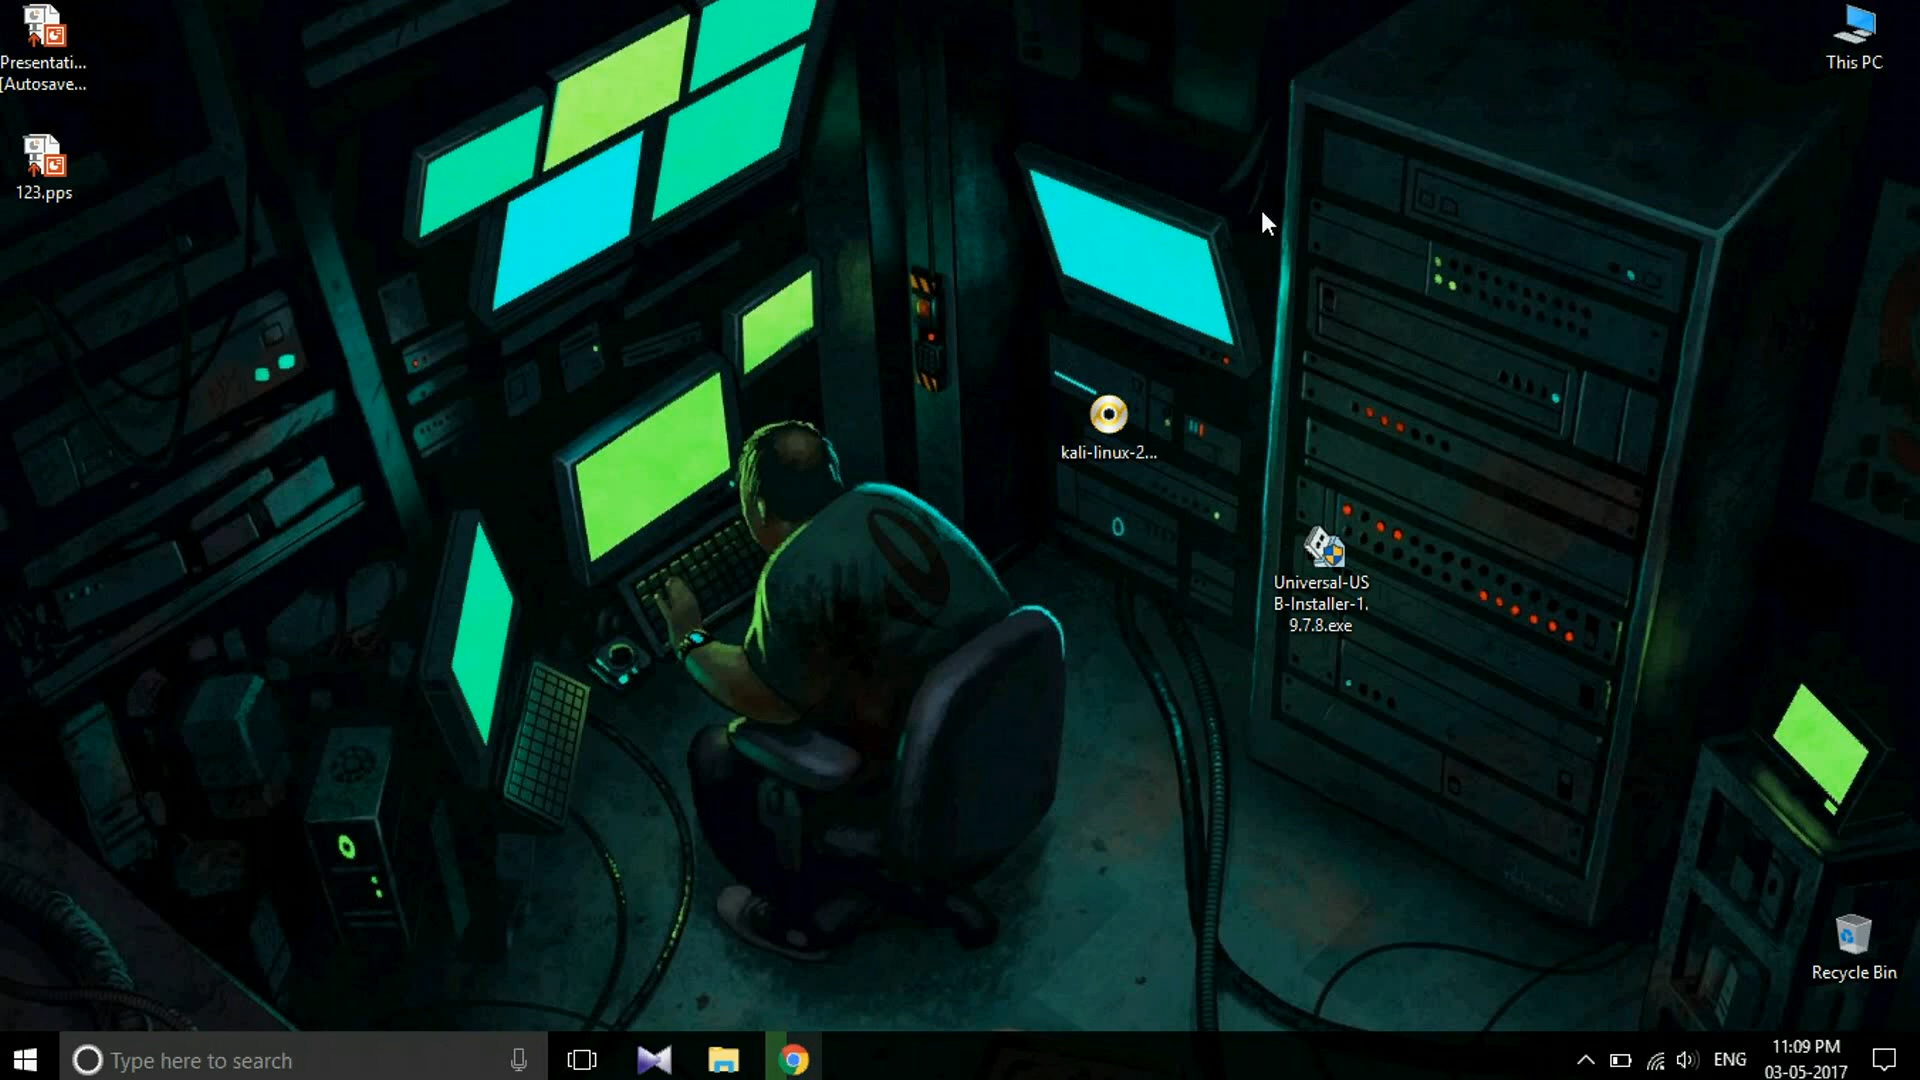 Presentati...
[Autosave...
123.pps
This PC
kali-linux-2...
Universal-US
B-Installer-1.
9.7.8.exe
Recycle Bin
Type here to search
ENG
11:09 PM
03-05-2017